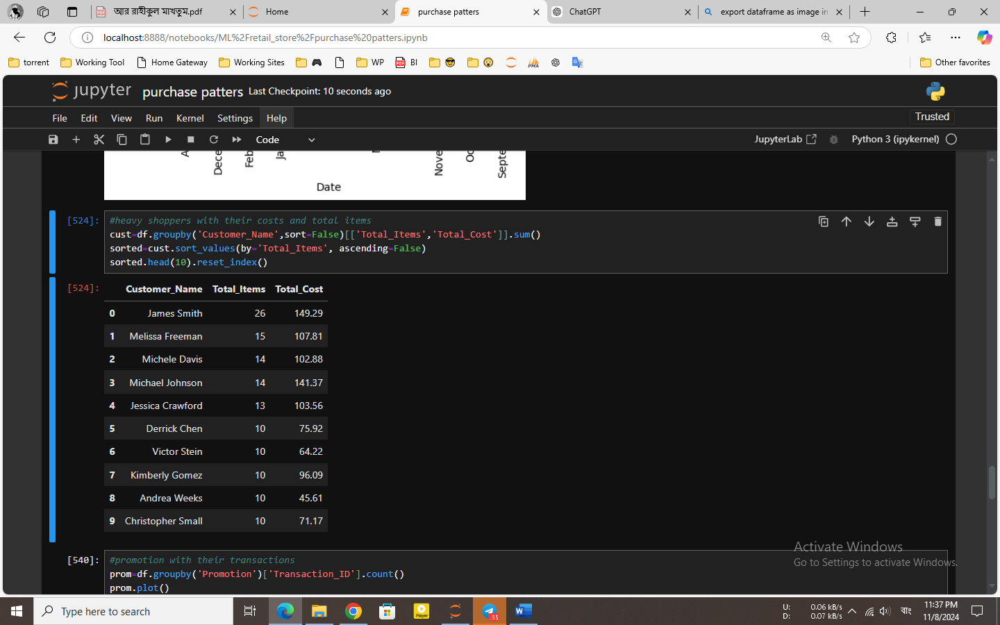 আর রাহীকুল মাখতুম.pdf
Home
purchase patters
ChatGPT
export dataframe as image in
localhost:8888/notebooks/ML%2Fretail_store%2Fpurchase%20patters.ipynb
torrent
Working Tool
Home Gateway
Working Sites
WP
BI
Other favorites
jupyter purchase patters Last Checkpoint: 10 seconds ago
File Edit View Run Kernel Settings Help
Trusted
Code
JupyterLab
Python 3 (ipykernel)
A
Dece
Feb
Ja
Nove
Oc
Septe
Date
[524]:
#heavy shoppers with their costs and total items
cust=df.groupby('Customer_Name',sort=False)[['Total_Items','Total_Cost']].sum()
sorted=cust.sort_values(by='Total_Items', ascending=False)
sorted.head(10).reset_index()
[524]:
Customer_Name Total_Items Total_Cost
0 James Smith 26 149.29
1 Melissa Freeman 15 107.81
2 Michele Davis 14 102.88
3 Michael Johnson 14 141.37
4 Jessica Crawford 13 103.56
5 Derrick Chen 10 75.92
6 Victor Stein 10 64.22
7 Kimberly Gomez 10 96.09
8 Andrea Weeks 10 45.61
9 Christopher Small 10 71.17
[540]:
#promotion with their transactions
prom=df.groupby('Promotion')['Transaction_ID'].count()
prom.plot()
Activate Windows
Go to Settings to activate Windows.
Type here to search
U: 0.06 kB/s
D: 0.07 kB/s
বাং
11:37 PM
11/8/2024